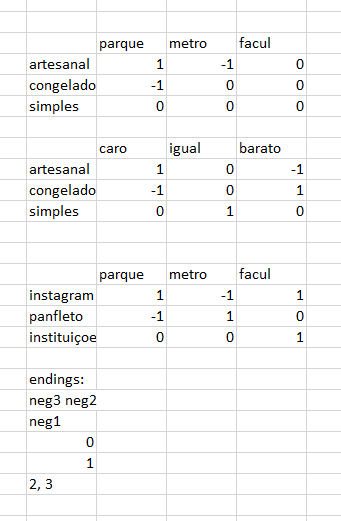 parque metro facul
artesanal 1 -1 0
congelado -1 0 0
simples 0 0 0
caro igual barato
artesanal 1 0 -1
congelado -1 0 1
simples 0 1 0
parque metro facul
instagram 1 -1 1
panfleto -1 1 0
instituiçoe 0 0 1
endings:
neg3 neg2
neg1
0
1
2, 3